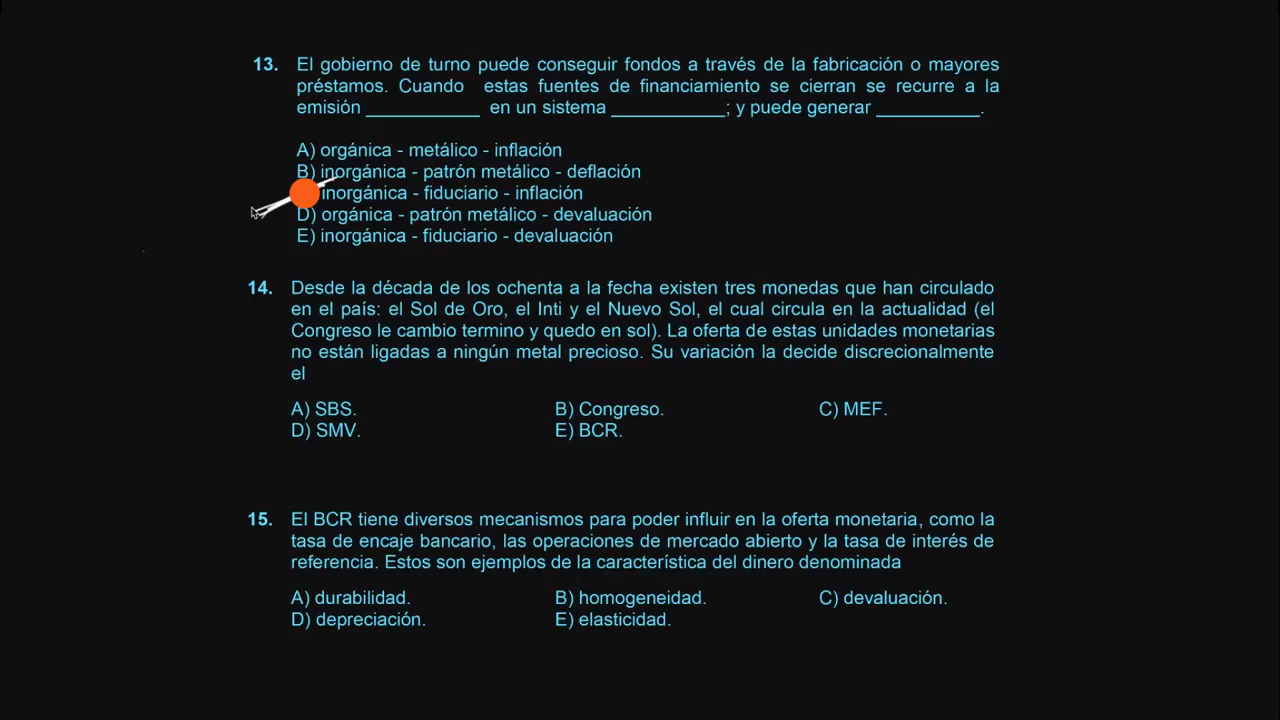 13. El gobierno de turno puede conseguir fondos a través de la fabricación o mayores
préstamos. Cuando estas fuentes de financiamiento se cierran se recurre a la
emisión ___________ en un sistema ___________; y puede generar __________.
A) orgánica - metálico - inflación
B) inorgánica - patrón metálico - deflación
inorgánica - fiduciario - inflación
D) orgánica - patrón metálico - devaluación
E) inorgánica - fiduciario - devaluación
14. Desde la década de los ochenta a la fecha existen tres monedas que han circulado
en el país: el Sol de Oro, el Inti y el Nuevo Sol, el cual circula en la actualidad (el
Congreso le cambio termino y quedo en sol). La oferta de estas unidades monetarias
no están ligadas a ningún metal precioso. Su variación la decide discrecionalmente
el
A) SBS. B) Congreso. C) MEF.
D) SMV. E) BCR.
15. El BCR tiene diversos mecanismos para poder influir en la oferta monetaria, como la
tasa de encaje bancario, las operaciones de mercado abierto y la tasa de interés de
referencia. Estos son ejemplos de la característica del dinero denominada
A) durabilidad. B) homogeneidad. C) devaluación.
D) depreciación. E) elasticidad.